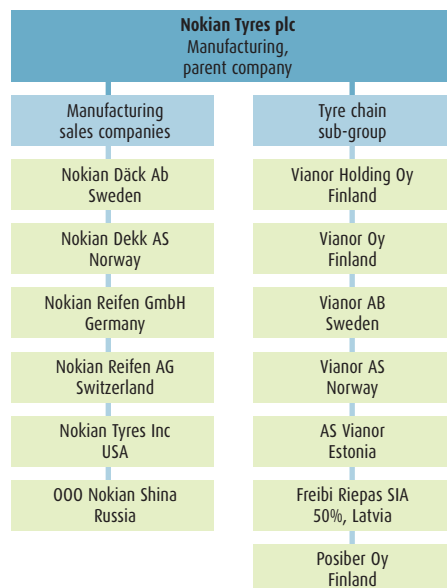 Nokian Tyres plc
Manufacturing,
parent company
Manufacturing
sales companies
Nokian Däck Ab
Sweden
Nokian Dekk AS
Norway
Nokian Reifen GmbH
Germany
Nokian Reifen AG
Switzerland
Nokian Tyres Inc
USA
OOO Nokian Shina
Russia
Tyre chain
sub-group
Vianor Holding Oy
Finland
Vianor Oy
Finland
Vianor AB
Sweden
Vianor AS
Norway
AS Vianor
Estonia
Freibi Riepas SIA
50%, Latvia
Posiber Oy
Finland